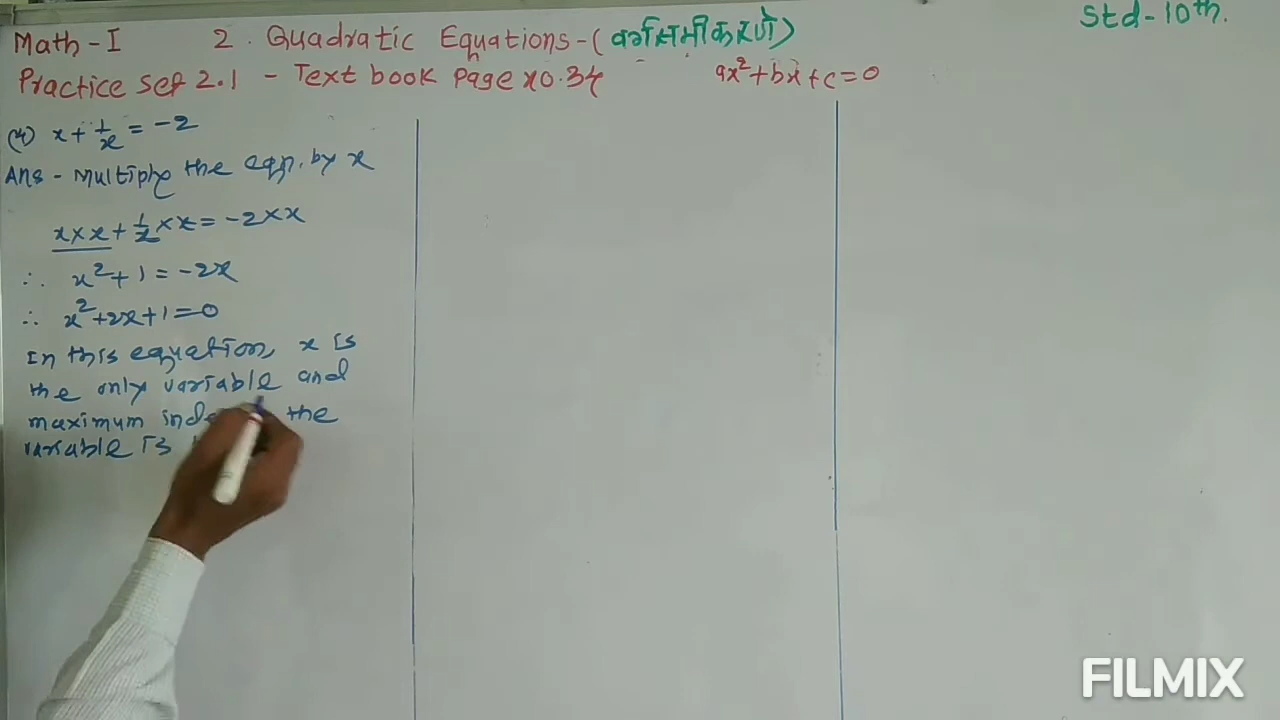 Std-10th.
Math-I 2. Quadratic Equations-(वर्गसमीकरणे)
Practice Set 2.1 - Text book Page No.34 ax²+bx+c=0
(4) x + 1/x = -2
Ans - Multiply the eqn. by x
x×x + 1/x ×x = -2×x
∴ x²+1 = -2x
∴ x²+2x+1=0
In this equation, x is
the only variable and
maximum the
variable is
FILMIX